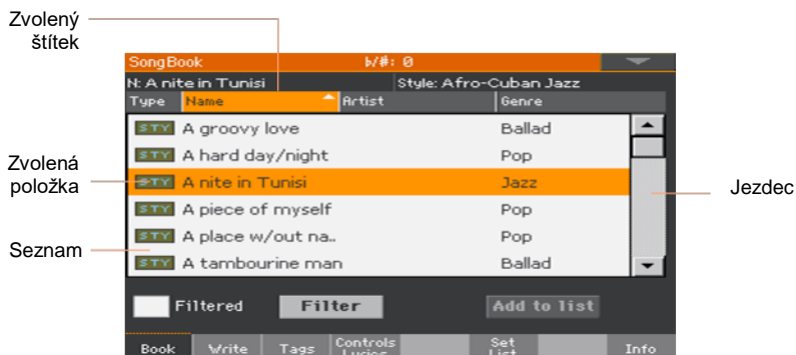 Zvolený
štítek
SongBook ♭/#: 0
N: A nite in Tunisi Style: Afro-Cuban Jazz
Type Name Artist Genre
STY A groovy love Ballad
STY A hard day/night Pop
Zvolená
položka
STY A nite in Tunisi Jazz
Jezdec
STY A piece of myself Pop
Seznam
STY A place w/out na.. Pop
STY A tambourine man Ballad
Filtered Filter Add to list
Book Write Tags Controls Lyrics Set List Info